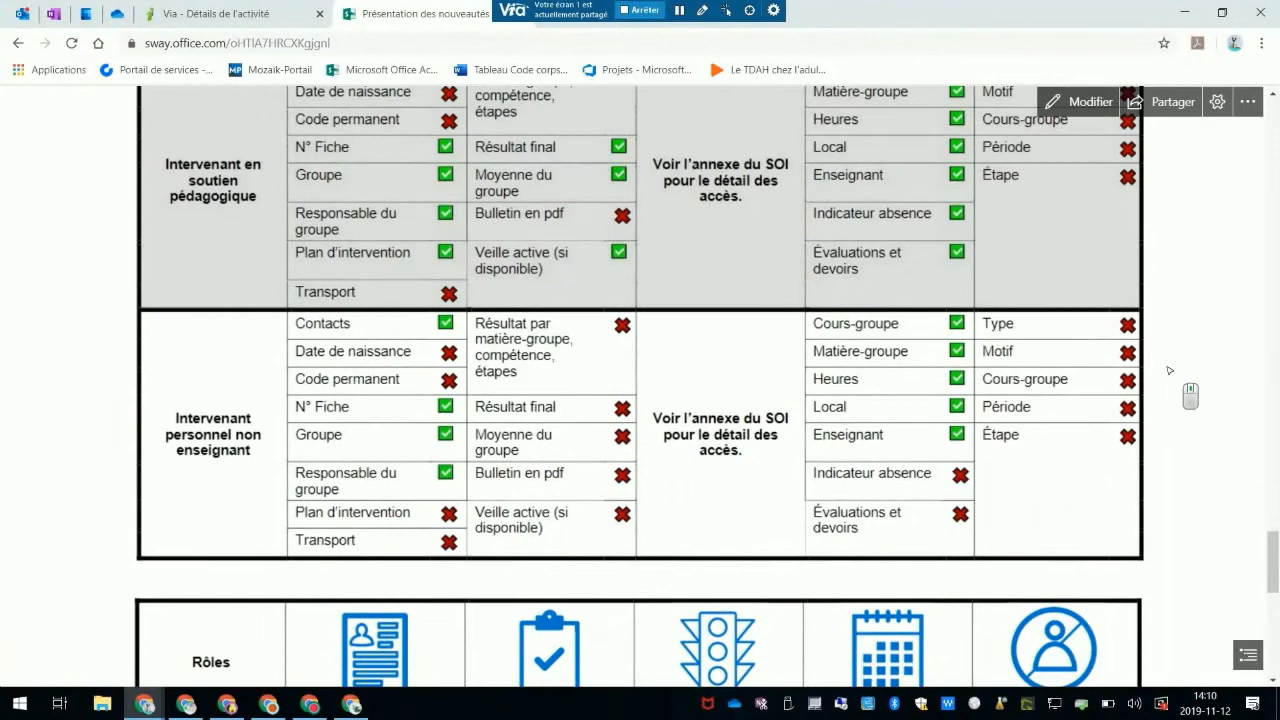 Via - Détails de l'activité
Présentation des nouveautés
Via
Votre écran 1 est
actuellement partagé
Arrêter
sway.office.com/oHTlA7HRCXKgjgnl
Applications
Portail de services -...
Mozaik-Portail
Microsoft Office Ac...
Tableau Code corps...
Projets - Microsoft...
Le TDAH chez l'adul...
Modifier
Partager
Intervenant en
soutien
pédagogique
Date de naissance
Code permanent
N° Fiche
Groupe
Responsable du
groupe
Plan d'intervention
Transport
compétence,
étapes
Résultat final
Moyenne du
groupe
Bulletin en pdf
Veille active (si
disponible)
Voir l'annexe du SOI
pour le détail des
accès.
Matière-groupe
Heures
Local
Enseignant
Indicateur absence
Évaluations et
devoirs
Motif
Cours-groupe
Période
Étape
Intervenant
personnel non
enseignant
Contacts
Date de naissance
Code permanent
N° Fiche
Groupe
Responsable du
groupe
Plan d'intervention
Transport
Résultat par
matière-groupe,
compétence,
étapes
Résultat final
Moyenne du
groupe
Bulletin en pdf
Veille active (si
disponible)
Voir l'annexe du SOI
pour le détail des
accès.
Cours-groupe
Matière-groupe
Heures
Local
Enseignant
Indicateur absence
Évaluations et
devoirs
Type
Motif
Cours-groupe
Période
Étape
Rôles
14:10
2019-11-12